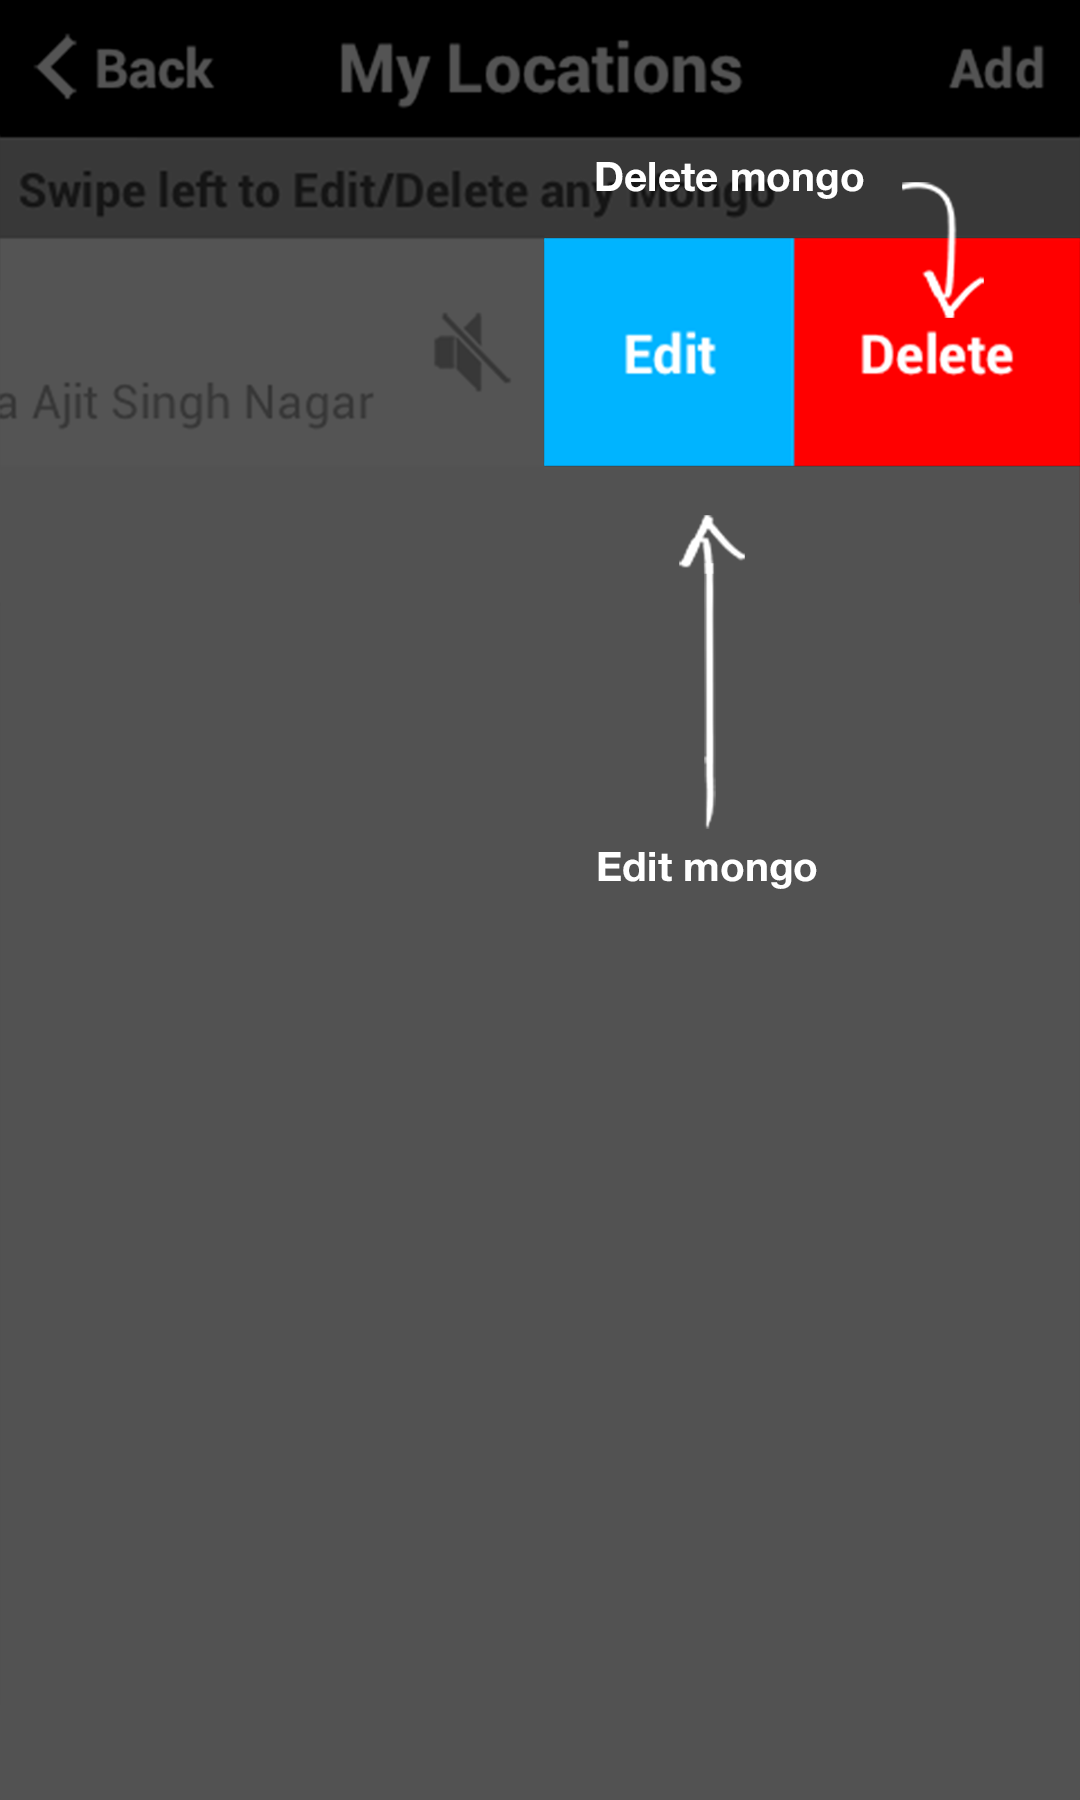 Back My Locations Add
Swipe left to Edit/Delete any Mongo
Delete mongo
Edit Delete
a Ajit Singh Nagar
Edit mongo